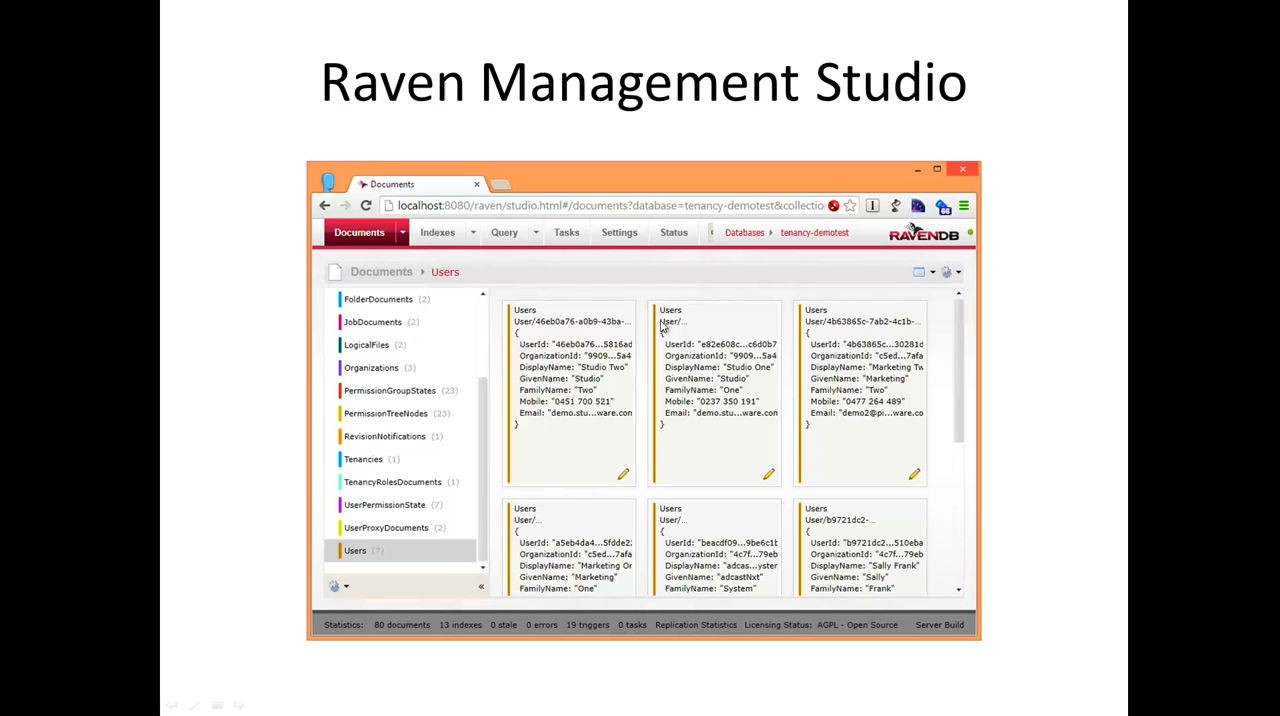 Raven Management Studio
Documents
localhost:8080/raven/studio.html#/documents?database=tenancy-demotest&collectio
66
Documents Indexes Query Tasks Settings Status Databases tenancy-demotest RAVENDB
Documents Users
FolderDocuments (2)
JobDocuments (2)
LogicalFiles (2)
Organizations (3)
PermissionGroupStates (23)
PermissionTreeNodes (23)
RevisionNotifications (1)
Tenancies (1)
TenancyRolesDocuments (1)
UserPermissionState (7)
UserProxyDocuments (2)
Users (7)
«
Users
User/46eb0a76-a0b9-43ba-...
{
UserId: "46eb0a76...5816ad
OrganizationId: "9909...5a4
DisplayName: "Studio Two"
GivenName: "Studio"
FamilyName: "Two"
Mobile: "0451 700 521"
Email: "demo.stu...ware.com
}
Users
User/...
{
UserId: "e82e608c...c6d0b7
OrganizationId: "9909...5a4
DisplayName: "Studio One"
GivenName: "Studio"
FamilyName: "One"
Mobile: "0237 350 191"
Email: "demo.stu...ware.con
}
Users
User/4b63865c-7ab2-4c1b-...
{
UserId: "4b63865c...30281d
OrganizationId: "c5ed...7afa
DisplayName: "Marketing Tw
GivenName: "Marketing"
FamilyName: "Two"
Mobile: "0477 264 489"
Email: "demo2@pi...ware.co
}
Users
User/...
{
UserId: "a5eb4da4...5fdde22
OrganizationId: "c5ed...7afa
DisplayName: "Marketing Or
GivenName: "Marketing"
FamilyName: "One"
Users
User/...
{
UserId: "beacdf09...9be6c1b
OrganizationId: "4c7f...79eb
DisplayName: "adcas...yster
GivenName: "adcastNxt"
FamilyName: "System"
Users
User/b9721dc2-...
{
UserId: "b9721dc2...510eba
OrganizationId: "4c7f...79eb
DisplayName: "Sally Frank"
GivenName: "Sally"
FamilyName: "Frank"
Statistics: 80 documents 13 indexes 0 stale 0 errors 19 triggers 0 tasks Replication Statistics Licensing Status: AGPL - Open Source Server Build